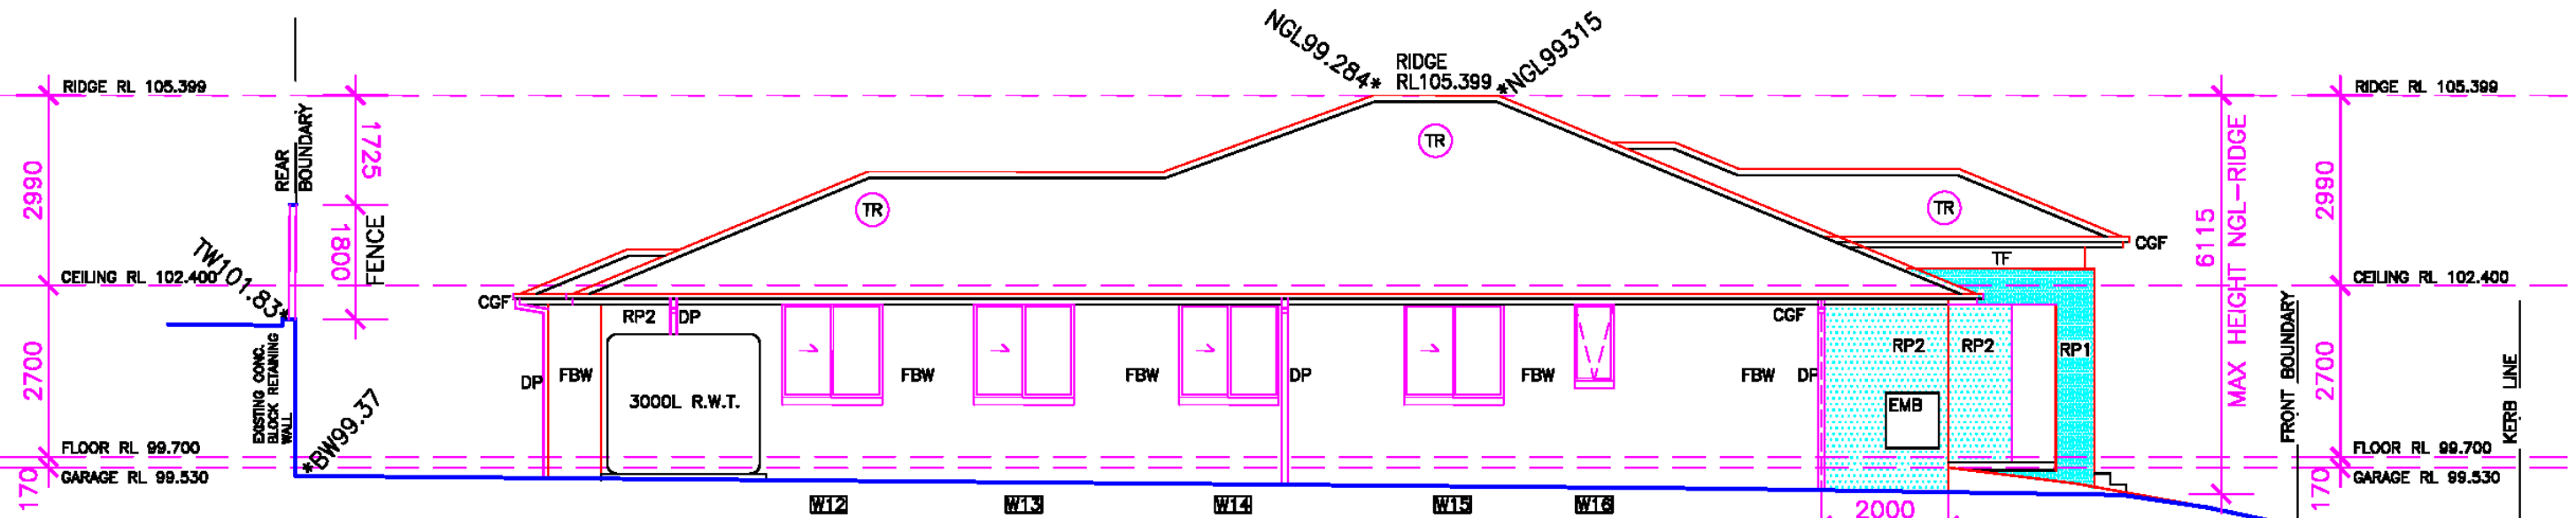 NGL99.284*
RIDGE
RL105.399
*NGL99315
RIDGE RL 105.399
RIDGE RL 105.399
REAR
BOUNDARY
1725
2990
TR
TR
TR
1800
FENCE
TW101.83*
CEILING RL 102.400
CGF
TF
CGF
6115
MAX HEIGHT NGL-RIDGE
2990
CEILING RL 102.400
RP2
DP
CGF
2700
EXISTING CONC.
BLOCK RETAINING
WALL
*BW99.37
DP
FBW
3000L R.W.T.
FBW
FBW
DP
FBW
FBW
DP
RP2
RP2
RP1
EMB
FRONT BOUNDARY
2700
KERB LINE
FLOOR RL 99.700
FLOOR RL 99.700
170
GARAGE RL 99.530
170
GARAGE RL 99.530
W12
W13
W14
W15
W16
2000